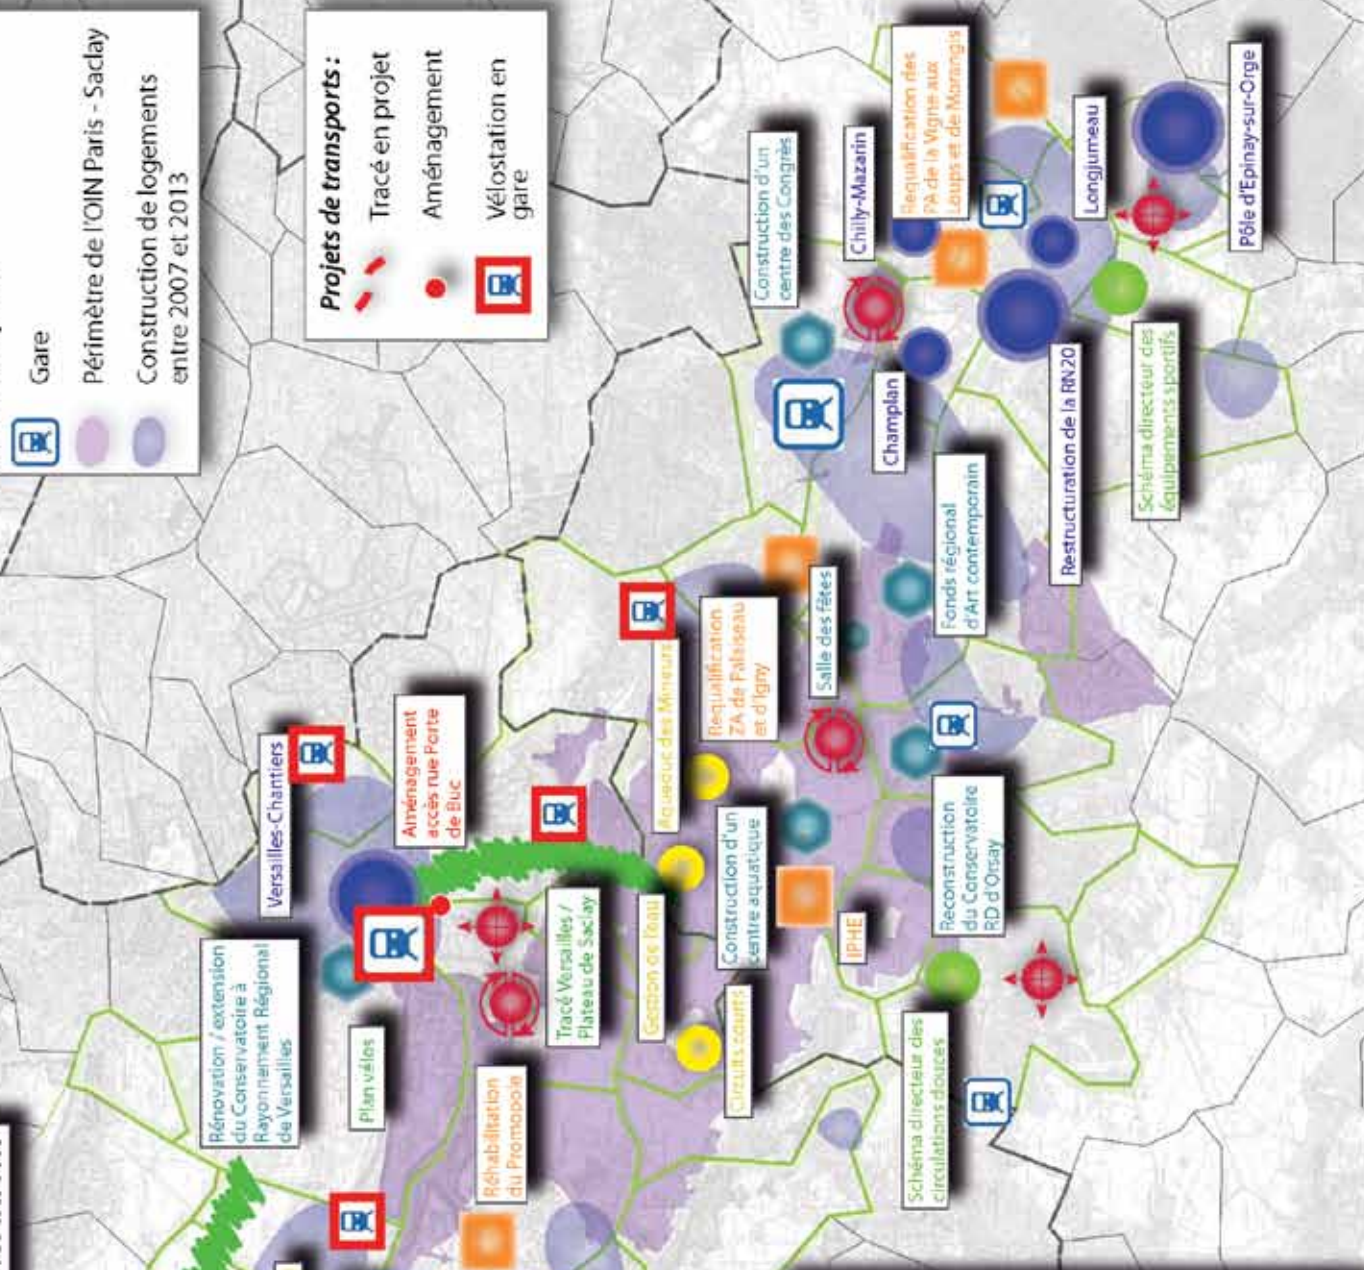 Gare
Périmètre de l'OIN Paris - Saclay
Construction de logements
entre 2007 et 2013
Projets de transports :
Tracé en projet
Aménagement
Vélostation en
gare
Versailles-Chantiers
Rénovation / extension
du Conservatoire à
Rayonnement Régional
de Versailles
Plan vélos
Aménagement
accès rue Porte
de Buc
Réhabilitation
du Promopole
Tracé Versailles /
Plateau de Saclay
Gestion de l'eau
Aqueduc des Mineurs
Circuits courts
Construction d'un
centre aquatique
Requalification
ZA de Palaiseau
et d'Igny
Salle des fêtes
IPHE
Construction d'un
centre des Congrès
Chilly-Mazarin
Champlan
Requalification des
PA de la Vigne aux
Loups et de Morangis
Fonds régional
d'Art contemporain
Reconstruction
du Conservatoire
RD d'Orsay
Schéma directeur des
circulations douces
Restructuration de la RN20
Longjumeau
Schéma directeur des
équipements sportifs
Pôle d'Epinay-sur-Orge